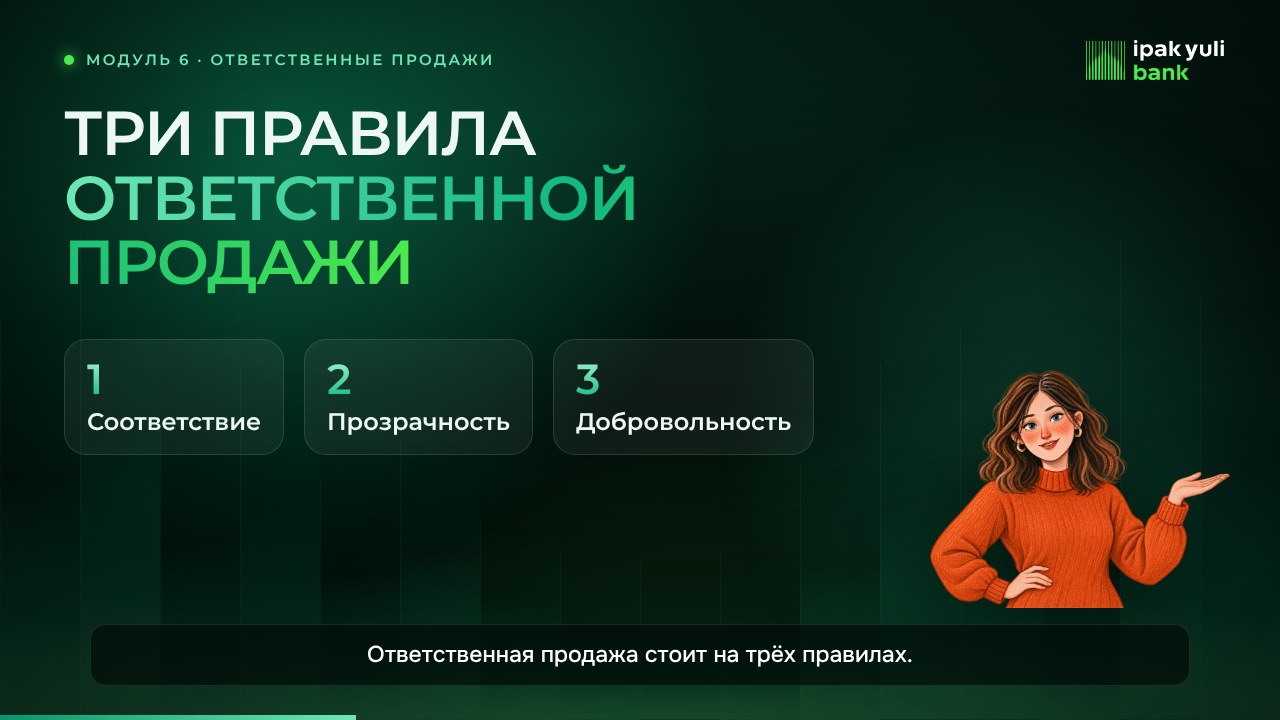 МОДУЛЬ 6 · ОТВЕТСТВЕННЫЕ ПРОДАЖИ
ipak yuli
bank
ТРИ ПРАВИЛА
ОТВЕТСТВЕННОЙ
ПРОДАЖИ
1
Соответствие
2
Прозрачность
3
Добровольность
Ответственная продажа стоит на трёх правилах.